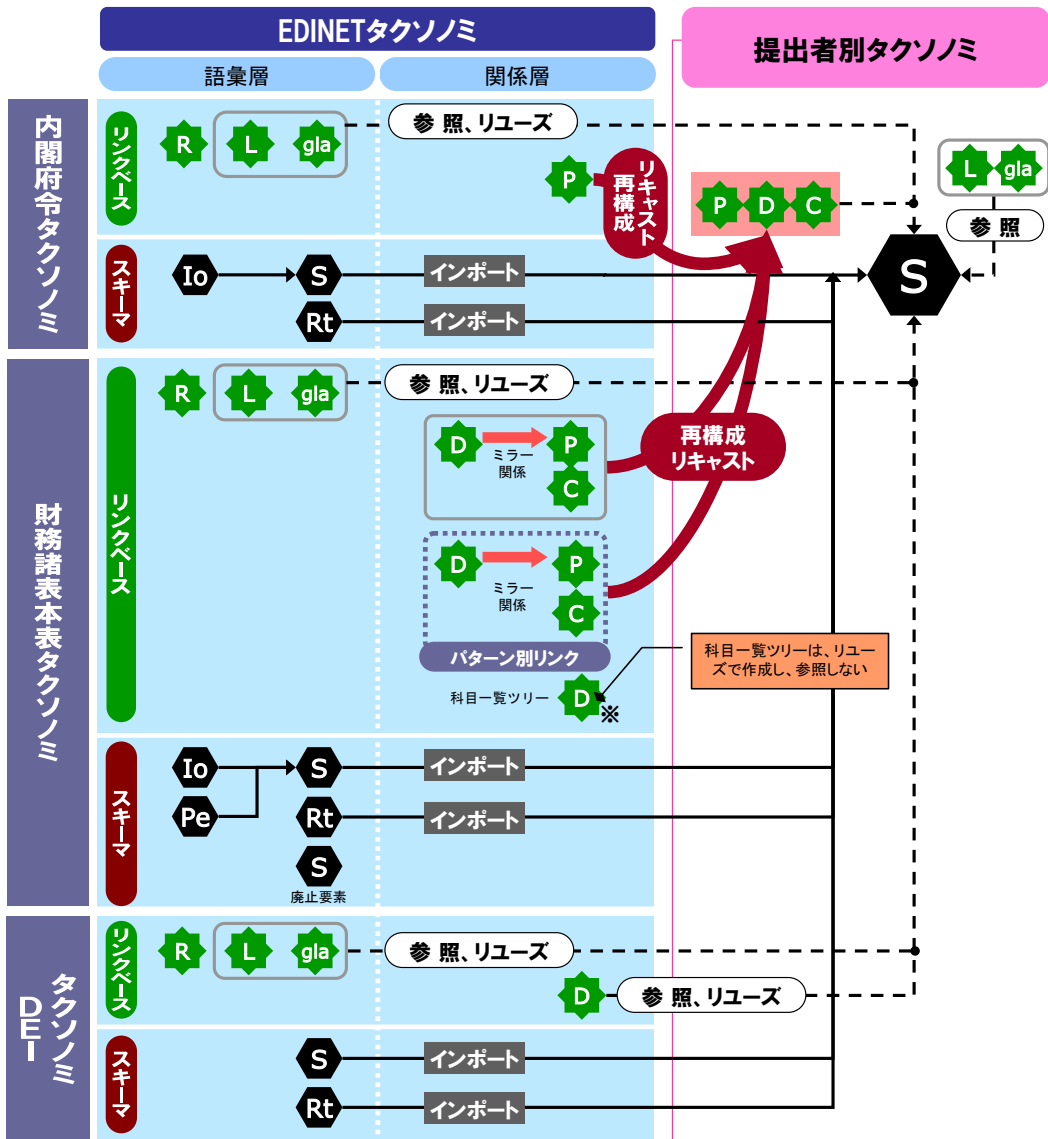 EDINETタクソノミ
提出者別タクソノミ
語彙層
関係層
内閣府令タクソノミ
リンクベース
R
L
gla
参照、リユーズ
P
リキャスト
再構成
P
D
C
L
gla
参照
S
スキーマ
Io
S
インポート
Rt
インポート
財務諸表本表タクソノミ
リンクベース
R
L
gla
参照、リユーズ
D
ミラー
関係
P
C
再構成
リキャスト
D
ミラー
関係
P
C
パターン別リンク
科目一覧ツリー
D
※
科目一覧ツリーは、リユー
ズで作成し、参照しない
スキーマ
Io
Pe
S
インポート
Rt
インポート
S
廃止要素
タクソノミ
DEI
リンクベース
R
L
gla
参照、リユーズ
D
参照、リユーズ
スキーマ
S
インポート
Rt
インポート